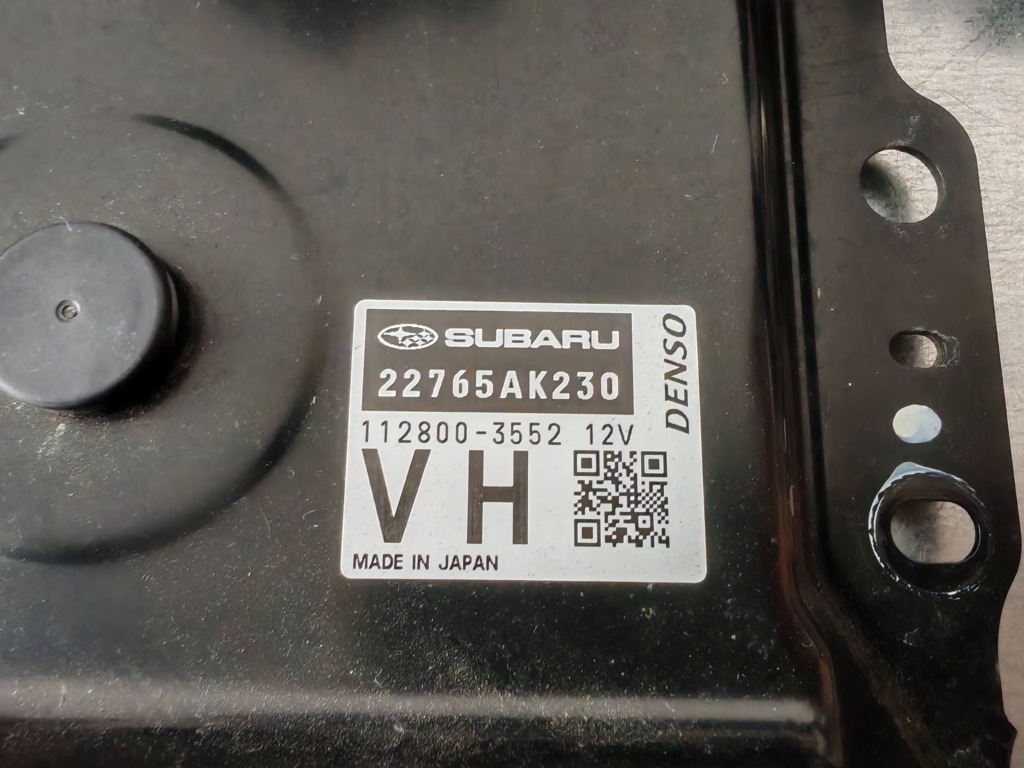 SUBARU
22765AK230
DENSO
112800-3552 12V
VH
MADE IN JAPAN